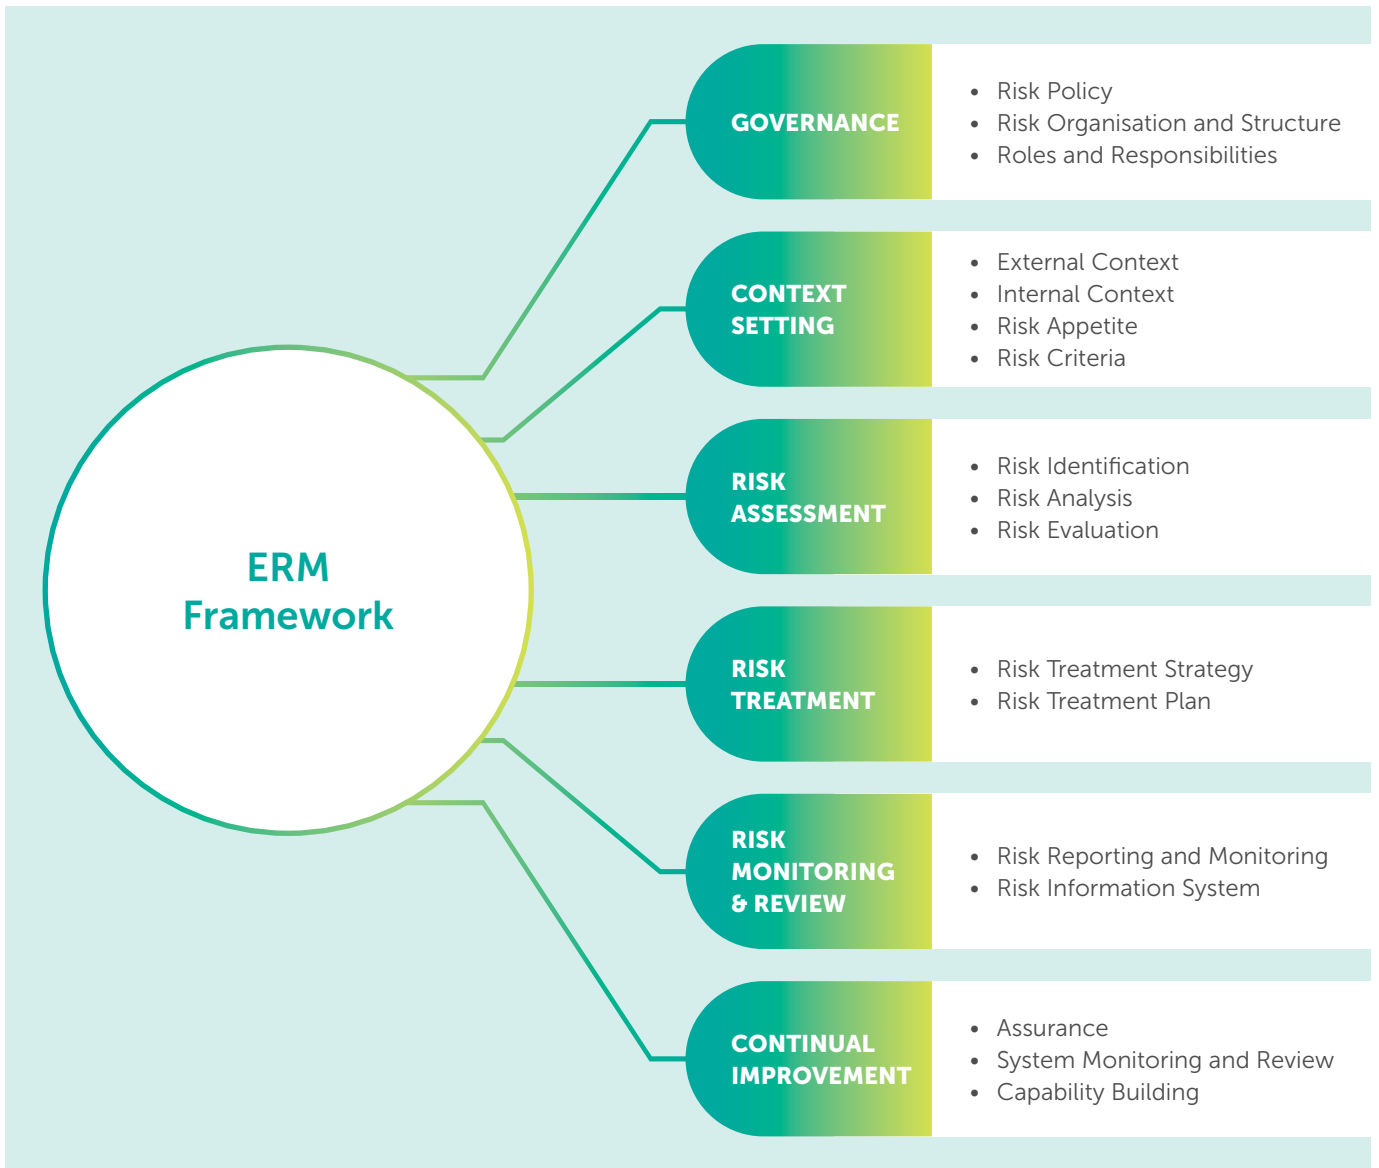 ERM
Framework
GOVERNANCE
• Risk Policy
• Risk Organisation and Structure
• Roles and Responsibilities
CONTEXT
SETTING
• External Context
• Internal Context
• Risk Appetite
• Risk Criteria
RISK
ASSESSMENT
• Risk Identification
• Risk Analysis
• Risk Evaluation
RISK
TREATMENT
• Risk Treatment Strategy
• Risk Treatment Plan
RISK
MONITORING
& REVIEW
• Risk Reporting and Monitoring
• Risk Information System
CONTINUAL
IMPROVEMENT
• Assurance
• System Monitoring and Review
• Capability Building